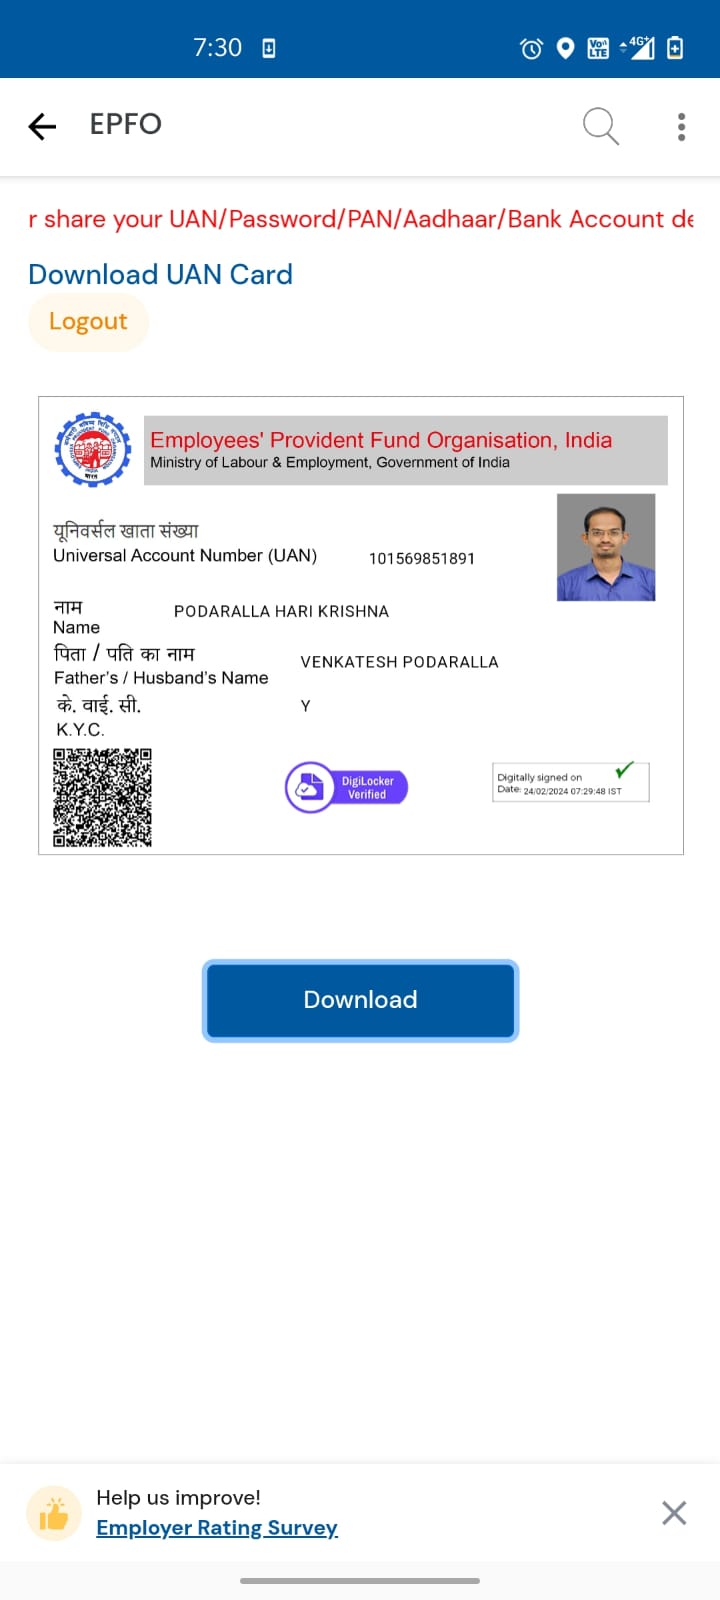 7:30
Vo)) LTE
4G+
EPFO
r share your UAN/Password/PAN/Aadhaar/Bank Account de
Download UAN Card
Logout
Employees' Provident Fund Organisation, India
Ministry of Labour & Employment, Government of India
यूनिवर्सल खाता संख्या
Universal Account Number (UAN) 101569851891
नाम
Name PODARALLA HARI KRISHNA
पिता / पति का नाम
Father's / Husband's Name VENKATESH PODARALLA
के. वाई. सी.
K.Y.C. Y
DigiLocker
Verified
Digitally signed on
Date: 24/02/2024 07:29:48 IST
Download
Help us improve!
Employer Rating Survey